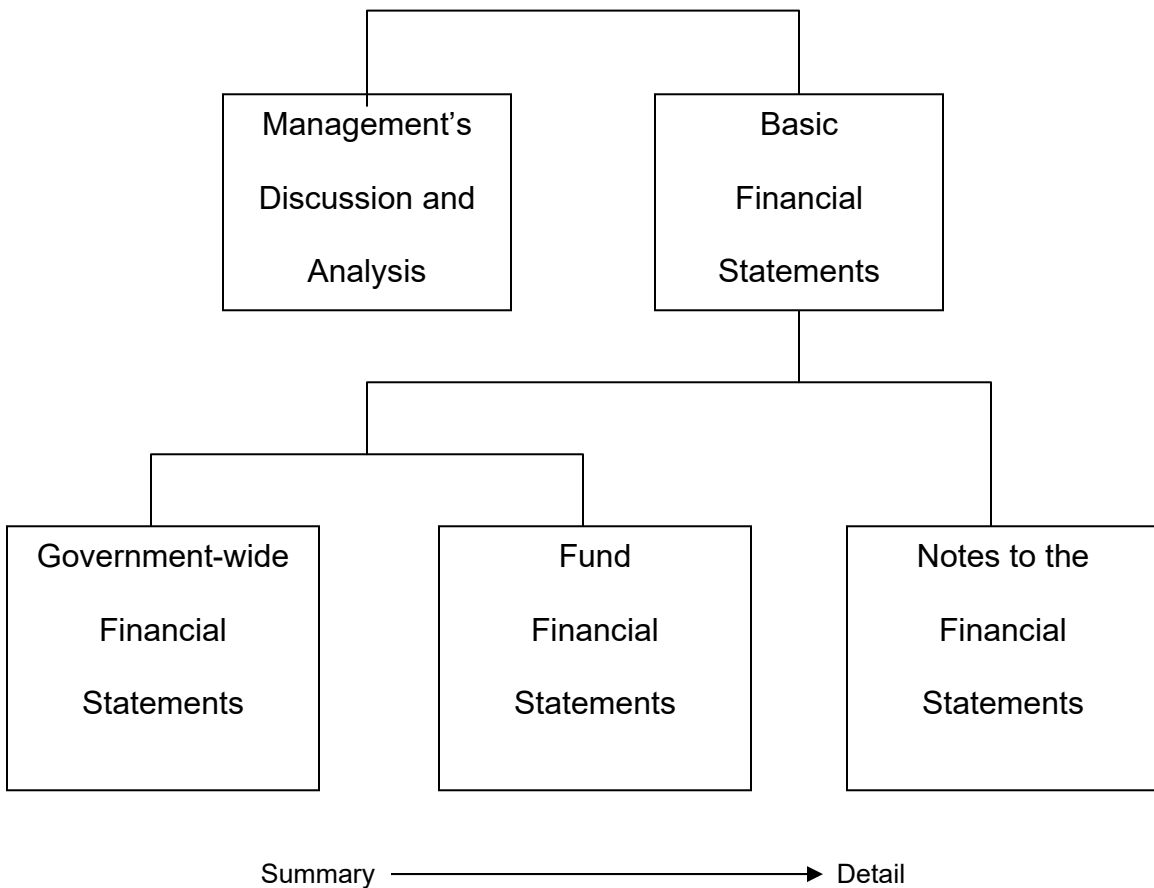 Management’s
Discussion and
Analysis
Basic
Financial
Statements
Government-wide
Financial
Statements
Fund
Financial
Statements
Notes to the
Financial
Statements
Summary
Detail